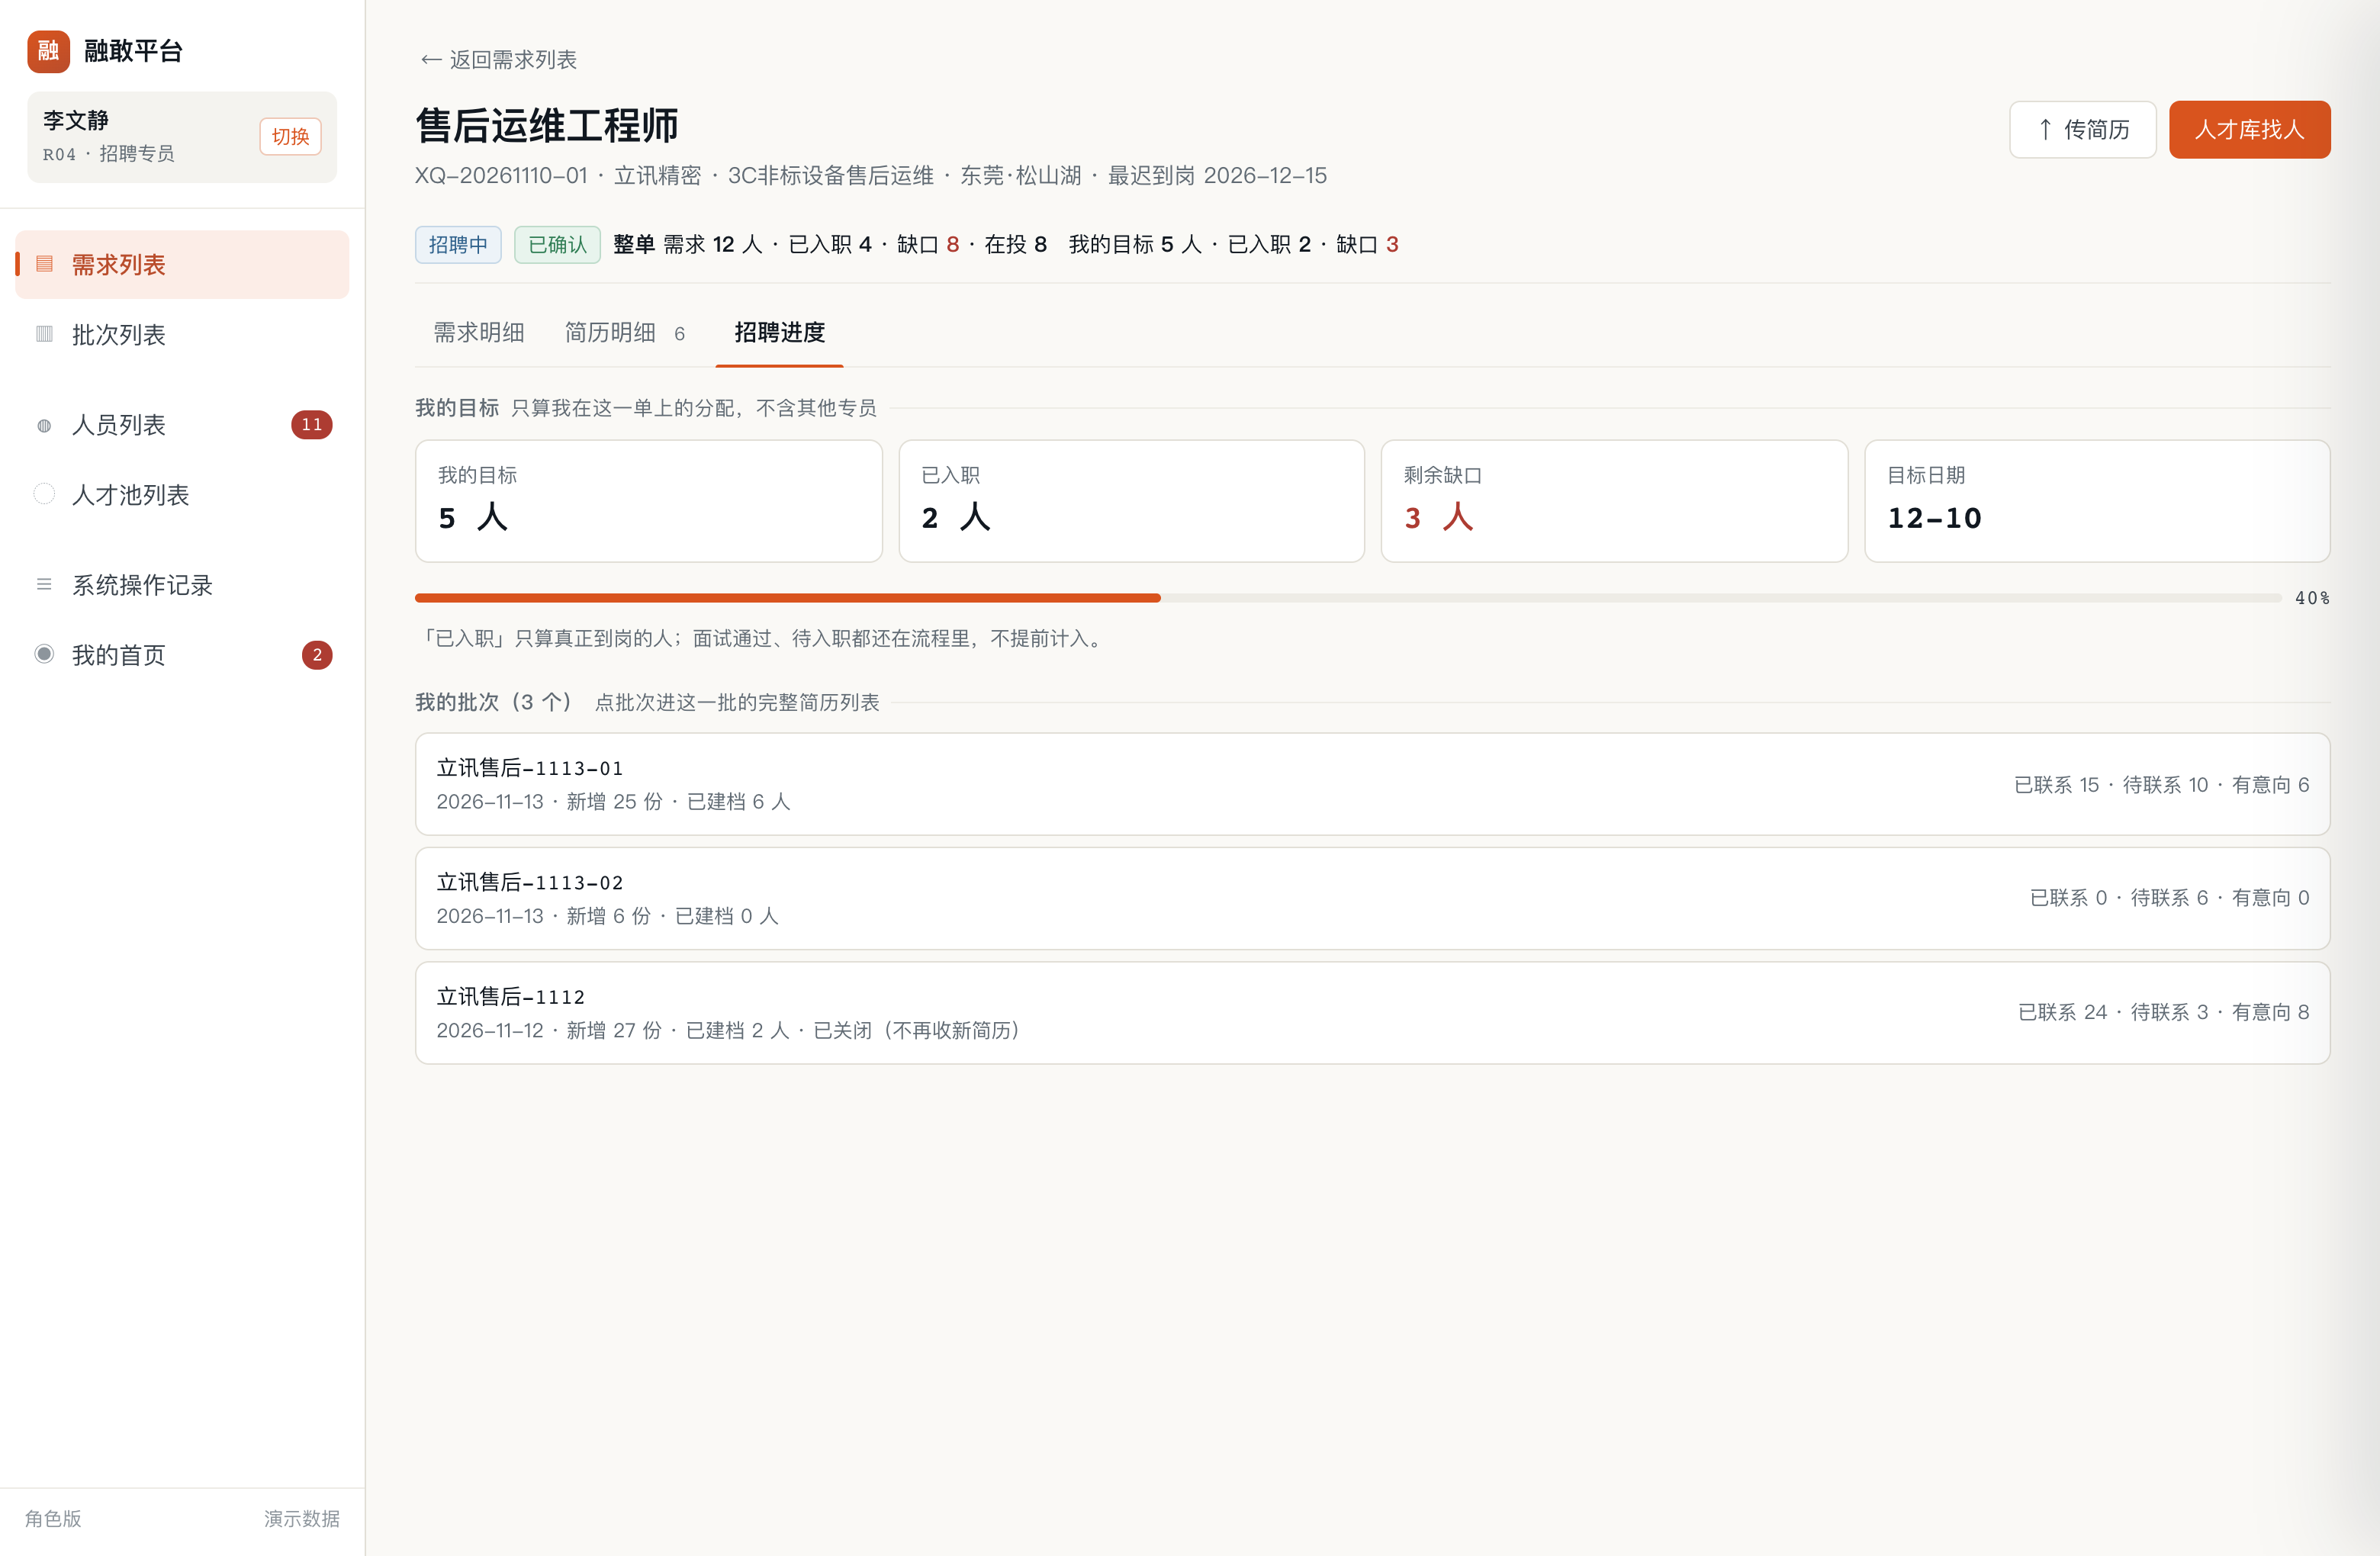 融 融敢平台
李文静
R04 · 招聘专员
切换
需求列表
批次列表
人员列表 11
人才池列表
系统操作记录
我的首页 2
角色版 演示数据
← 返回需求列表
售后运维工程师
↑ 传简历 人才库找人
XQ-20261110-01 · 立讯精密 · 3C非标设备售后运维 · 东莞·松山湖 · 最迟到岗 2026-12-15
招聘中 已确认 整单 需求 12 人 · 已入职 4 · 缺口 8 · 在投 8 我的目标 5 人 · 已入职 2 · 缺口 3
需求明细 简历明细 6 招聘进度
我的目标 只算我在这一单上的分配，不含其他专员
我的目标 已入职 剩余缺口 目标日期
5 人 2 人 3 人 12-10
40%
「已入职」只算真正到岗的人；面试通过、待入职都还在流程里，不提前计入。
我的批次（3 个） 点批次进这一批的完整简历列表
立讯售后-1113-01
2026-11-13 · 新增 25 份 · 已建档 6 人
已联系 15 · 待联系 10 · 有意向 6
立讯售后-1113-02
2026-11-13 · 新增 6 份 · 已建档 0 人
已联系 0 · 待联系 6 · 有意向 0
立讯售后-1112
2026-11-12 · 新增 27 份 · 已建档 2 人 · 已关闭（不再收新简历）
已联系 24 · 待联系 3 · 有意向 8